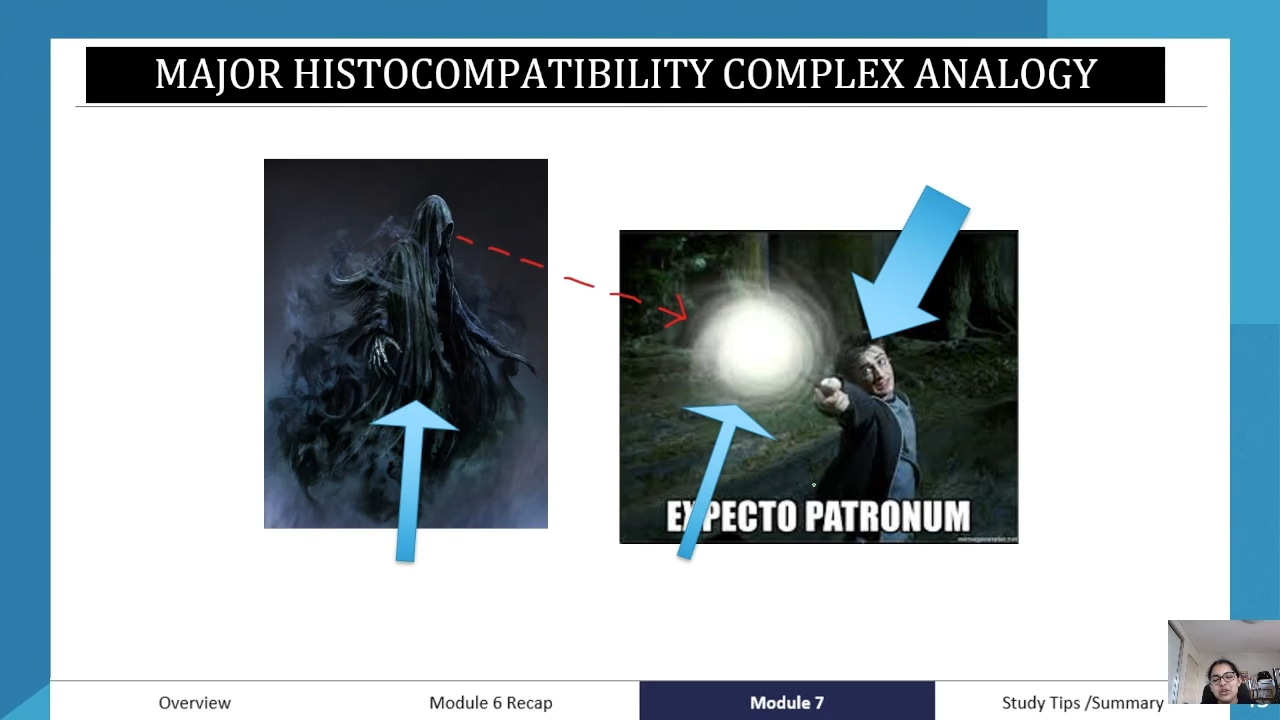 MAJOR HISTOCOMPATIBILITY COMPLEX ANALOGY
EXPECTO PATRONUM
Overview
Module 6 Recap
Module 7
Study Tips /Summary